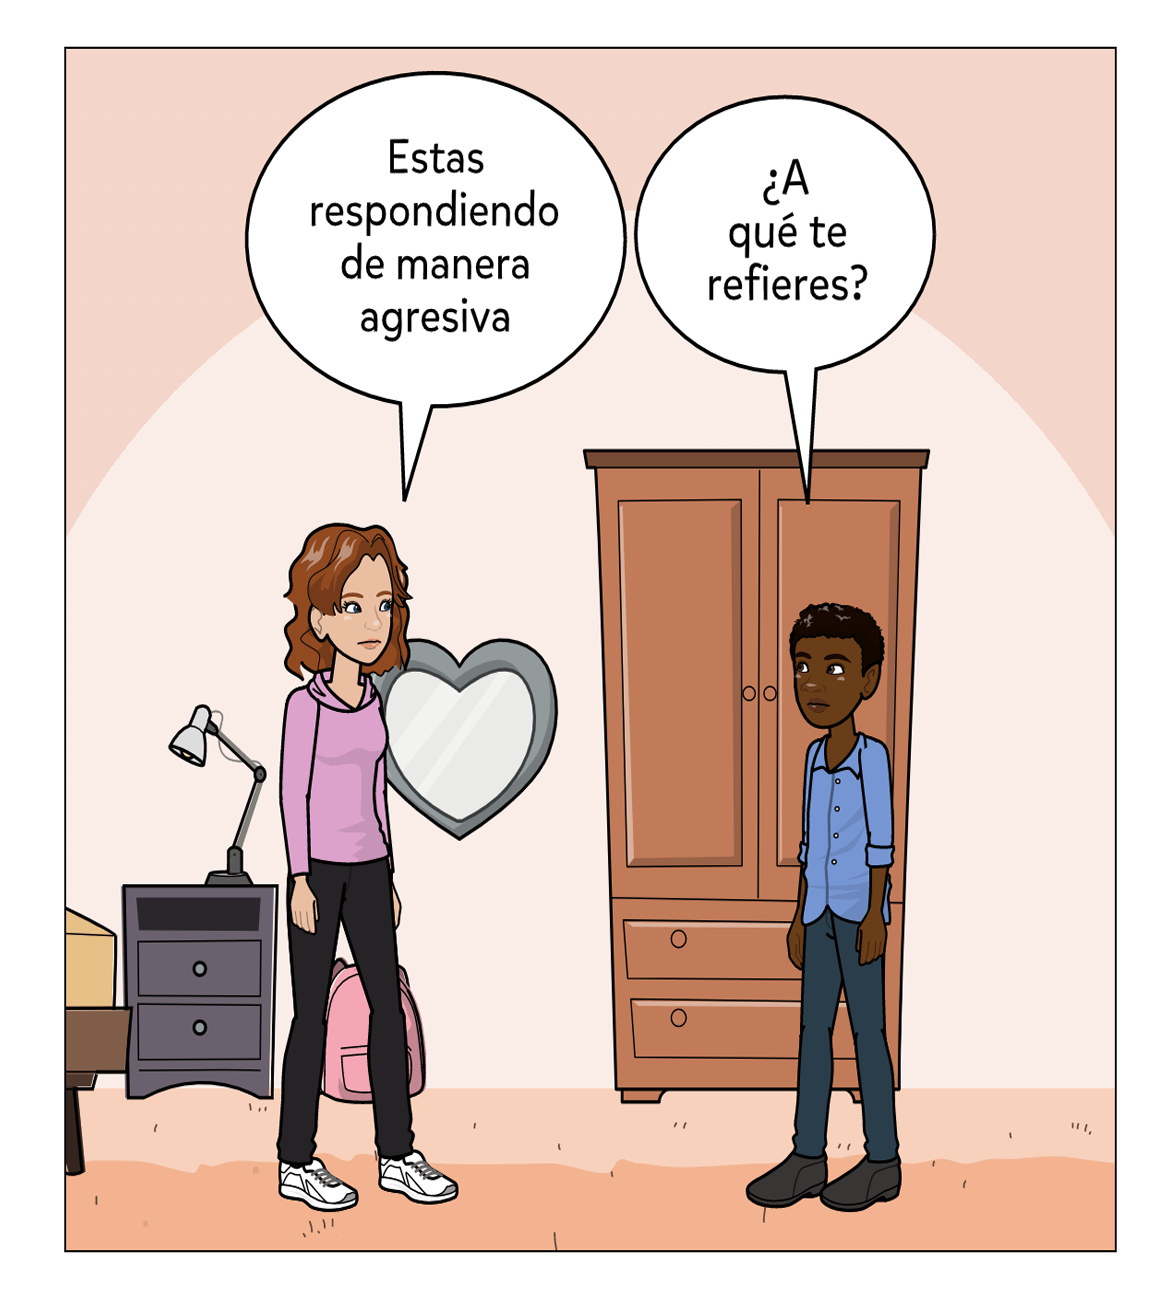 Estas
respondiendo
de manera
agresiva
¿A
qué te
refieres?